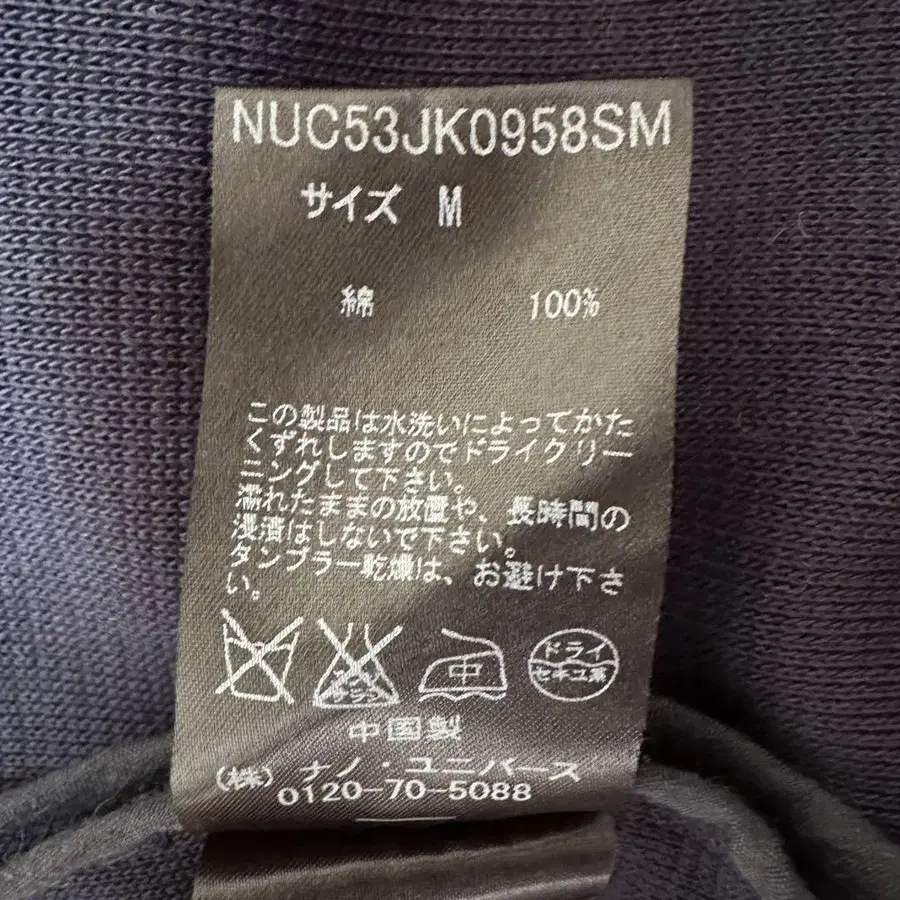 NUC53JK0958SM
サイズ M
綿 100%
この製品は水洗いによってかた
くずれしますのでドライクリー
ニングして下さい。
濡れたままの放置や、長時間の
浸漬はしないで下さい。
タンブラー乾燥は、お避け下さ
い。
中
ドライ
セキユ系
中国製
(株) ナノ・ユニバース
0120-70-5088